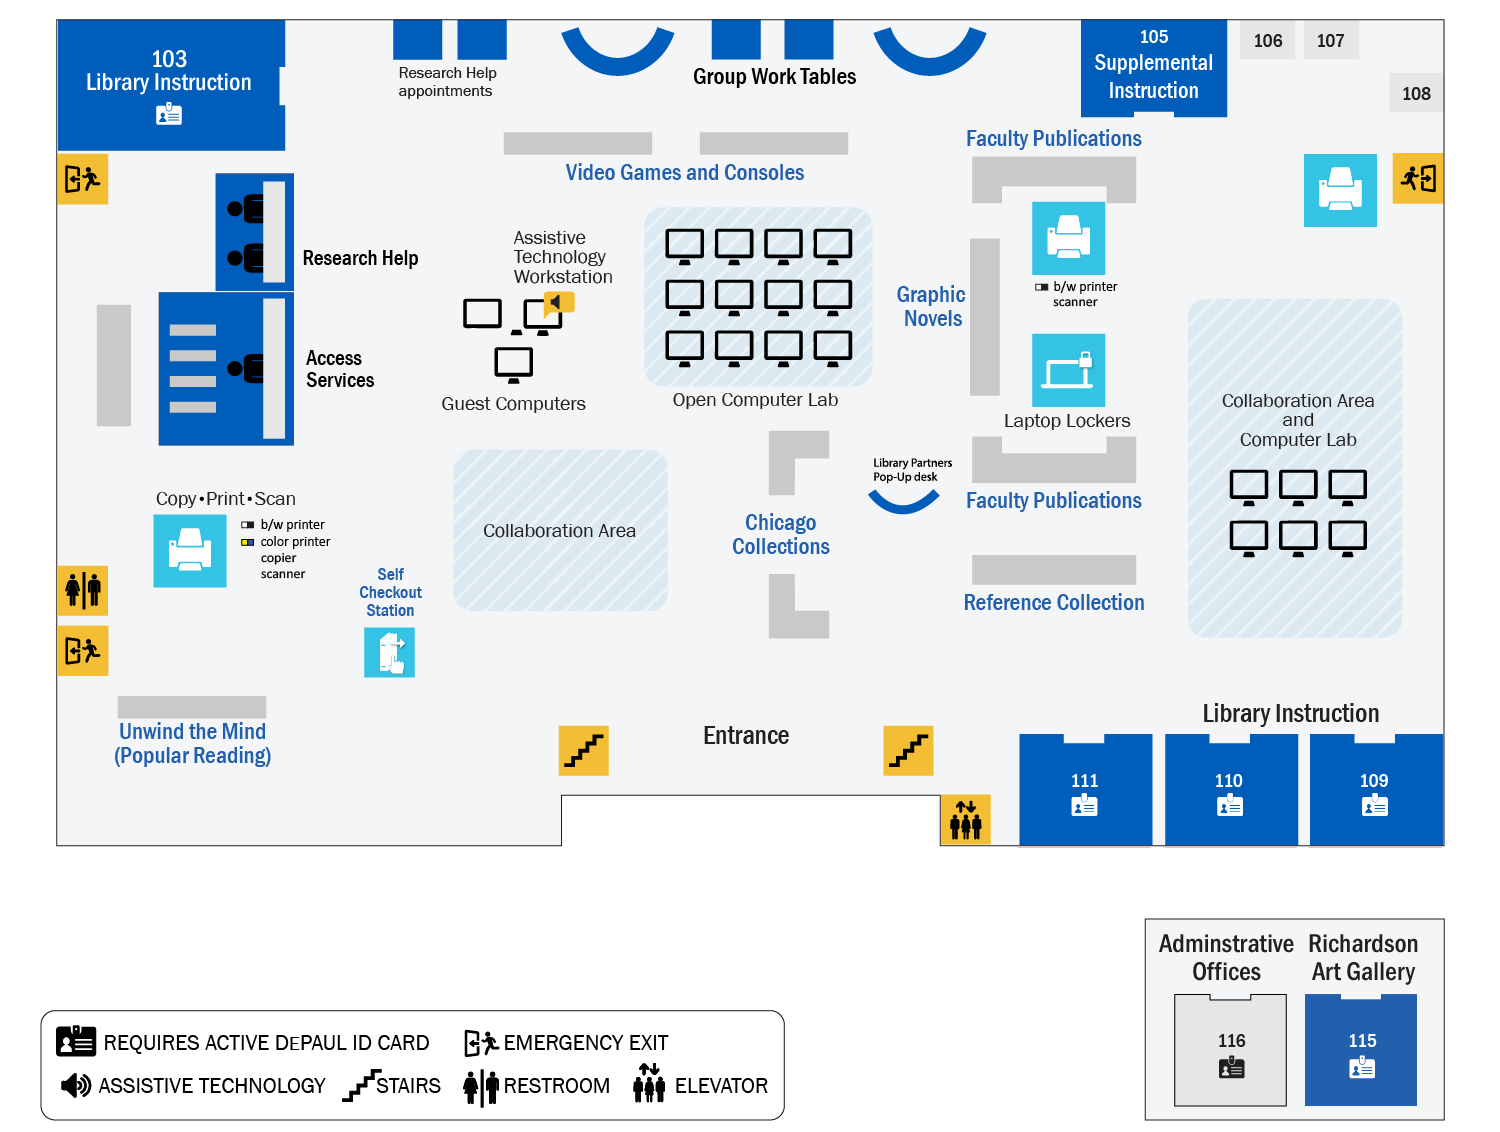 103
Library Instruction
Research Help
appointments
Group Work Tables
105
Supplemental
Instruction
106
107
108
Faculty Publications
Video Games and Consoles
Research Help
Assistive
Technology
Workstation
Graphic
Novels
b/w printer
scanner
Access
Services
Guest Computers
Open Computer Lab
Laptop Lockers
Collaboration Area
and
Computer Lab
Library Partners
Pop-Up desk
Faculty Publications
Copy•Print•Scan
b/w printer
color printer
copier
scanner
Collaboration Area
Chicago
Collections
Self
Checkout
Station
Reference Collection
Unwind the Mind
(Popular Reading)
Entrance
Library Instruction
111
110
109
Adminstrative
Offices
Richardson
Art Gallery
116
115
REQUIRES ACTIVE DePAUL ID CARD
EMERGENCY EXIT
ASSISTIVE TECHNOLOGY
STAIRS
RESTROOM
ELEVATOR